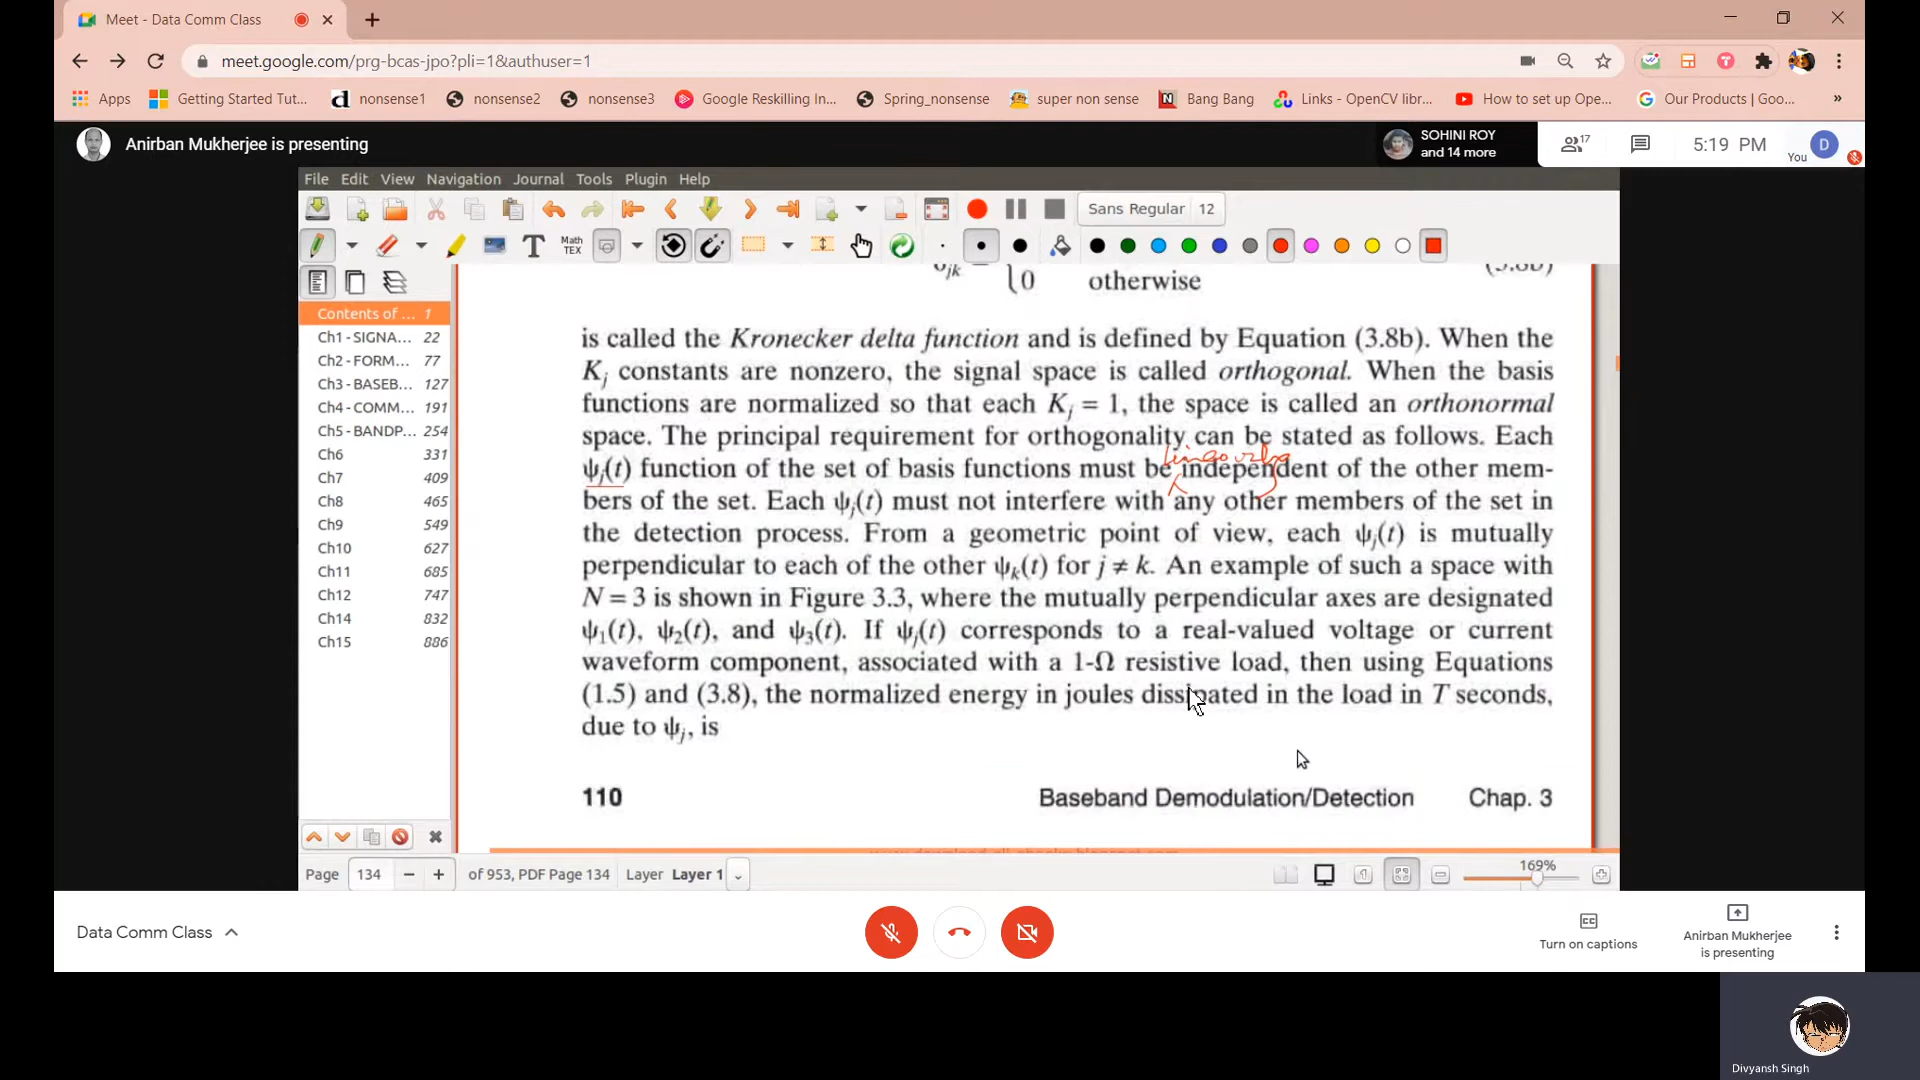 Meet - Data Comm Class
meet.google.com/prg-bcas-jpo?pli=1&authuser=1
Apps Getting Started Tut... nonsense1 nonsense2 nonsense3 Google Reskilling In... Spring_nonsense super non sense Bang Bang Links - OpenCV libr... How to set up Ope... Our Products | Goo... »
Anirban Mukherjee is presenting
SOHINI ROY
and 14 more
17
5:19 PM
You
D
File Edit View Navigation Journal Tools Plugin Help
Sans Regular 12
Math
TEX
Contents of ... 1
Ch1 - SIGNA... 22
Ch2 - FORM... 77
Ch3 - BASEB... 127
Ch4 - COMM... 191
Ch5 - BANDP... 254
Ch6 331
Ch7 409
Ch8 465
Ch9 549
Ch10 627
Ch11 685
Ch12 747
Ch14 832
Ch15 886
0 otherwise
is called the Kronecker delta function and is defined by Equation (3.8b). When the
Kj constants are nonzero, the signal space is called orthogonal. When the basis
functions are normalized so that each Kj = 1, the space is called an orthonormal
space. The principal requirement for orthogonality can be stated as follows. Each
linearly
ψj(t) function of the set of basis functions must be independent of the other mem-
bers of the set. Each ψj(t) must not interfere with any other members of the set in
the detection process. From a geometric point of view, each ψj(t) is mutually
perpendicular to each of the other ψk(t) for j ≠ k. An example of such a space with
N = 3 is shown in Figure 3.3, where the mutually perpendicular axes are designated
ψ1(t), ψ2(t), and ψ3(t). If ψj(t) corresponds to a real-valued voltage or current
waveform component, associated with a 1-Ω resistive load, then using Equations
(1.5) and (3.8), the normalized energy in joules dissipated in the load in T seconds,
due to ψj, is
110 Baseband Demodulation/Detection Chap. 3
Page 134 of 953, PDF Page 134 Layer Layer 1 169%
Data Comm Class
Turn on captions
Anirban Mukherjee
is presenting
Divyansh Singh